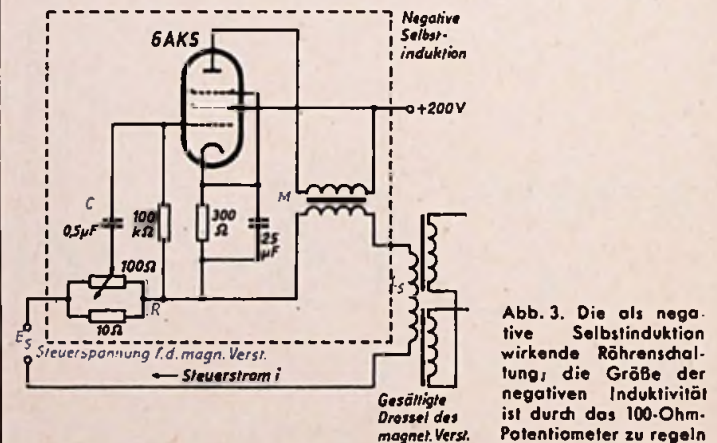 Negative
Selbst-
induktion
6AK5
+200V
M
C
0,5µF
100
kΩ
300
Ω
25
µF
100Ω
R
10Ω
Es
Steuerspannung f.d. magn. Verst.
Steuerstrom i
Ls
Gesättigte
Drossel des
magnet. Verst.
Abb. 3. Die als nega-
tive Selbstinduktion
wirkende Röhrenschal-
tung; die Größe der
negativen Induktivität
ist durch das 100-Ohm-
Potentiometer zu regeln